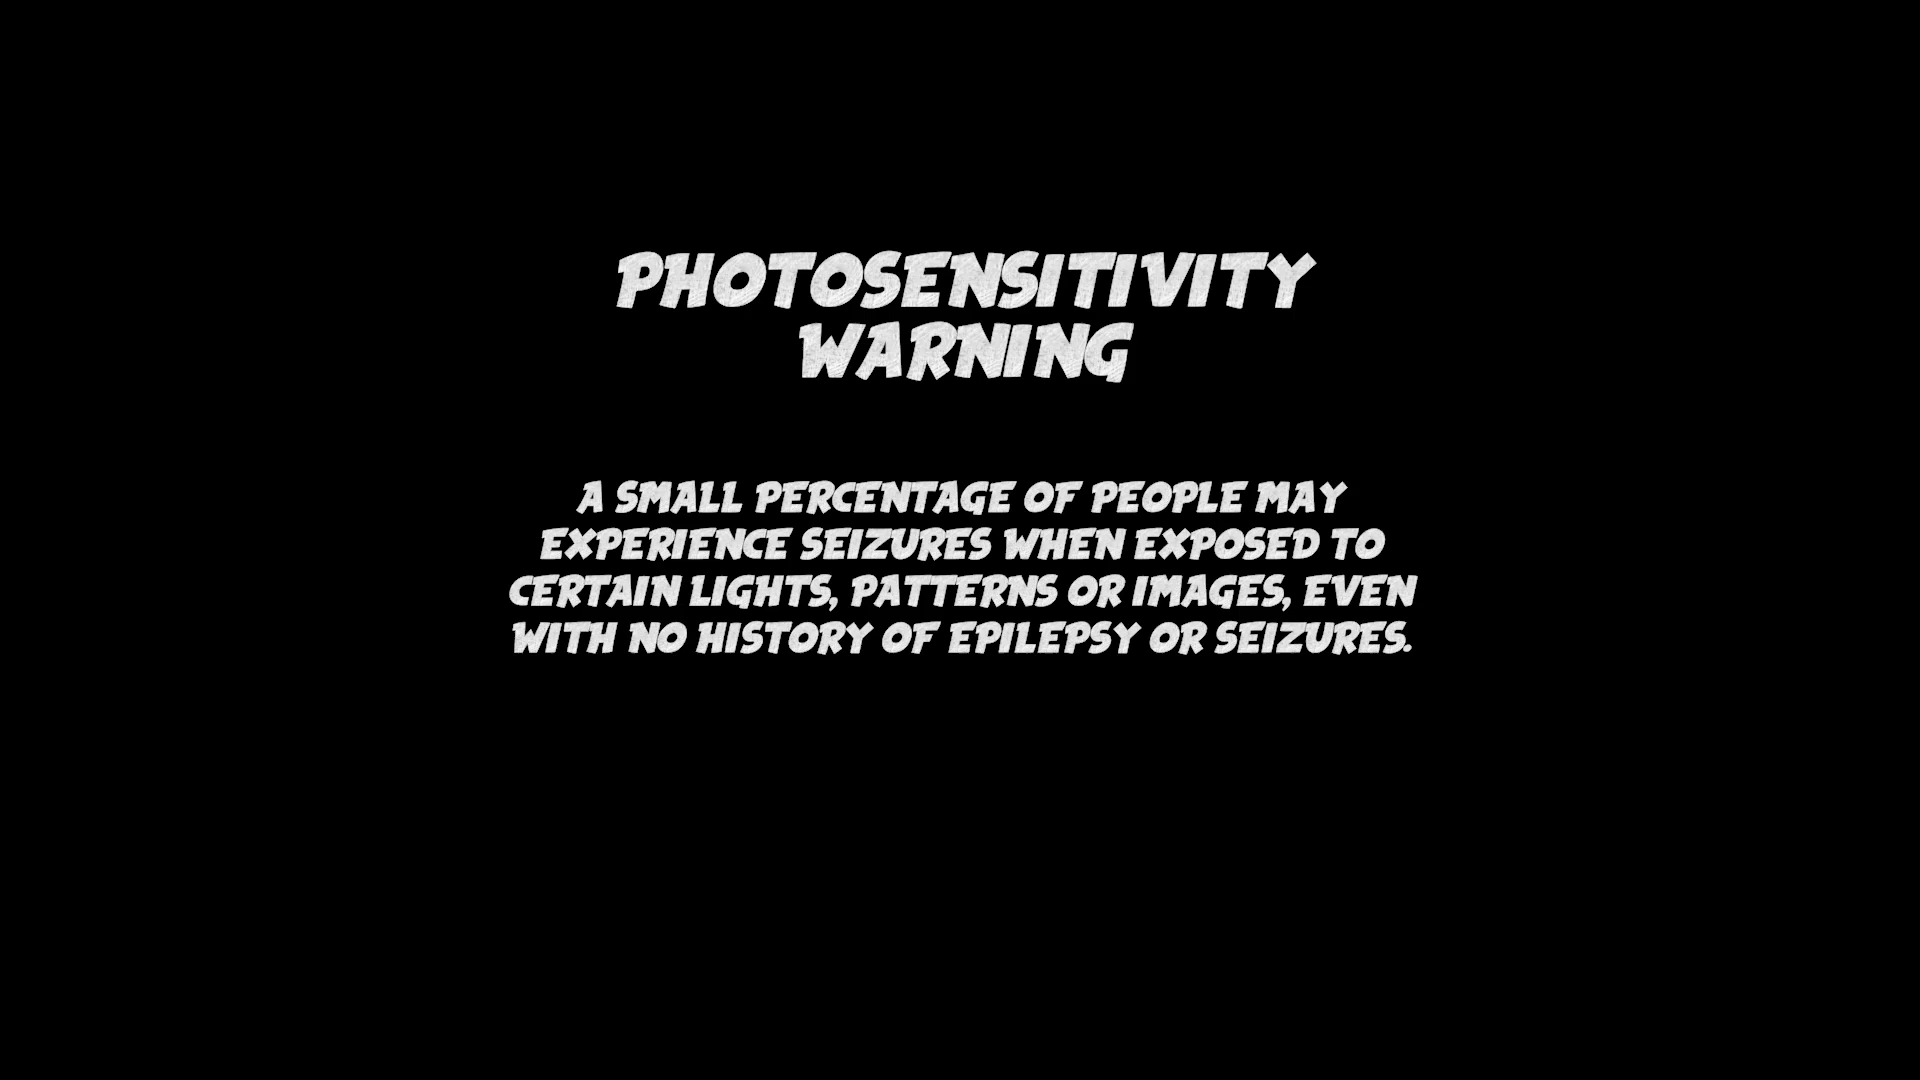 PHOTOSENSITIVITY
WARNING
A SMALL PERCENTAGE OF PEOPLE MAY
EXPERIENCE SEIZURES WHEN EXPOSED TO
CERTAIN LIGHTS, PATTERNS OR IMAGES, EVEN
WITH NO HISTORY OF EPILEPSY OR SEIZURES.